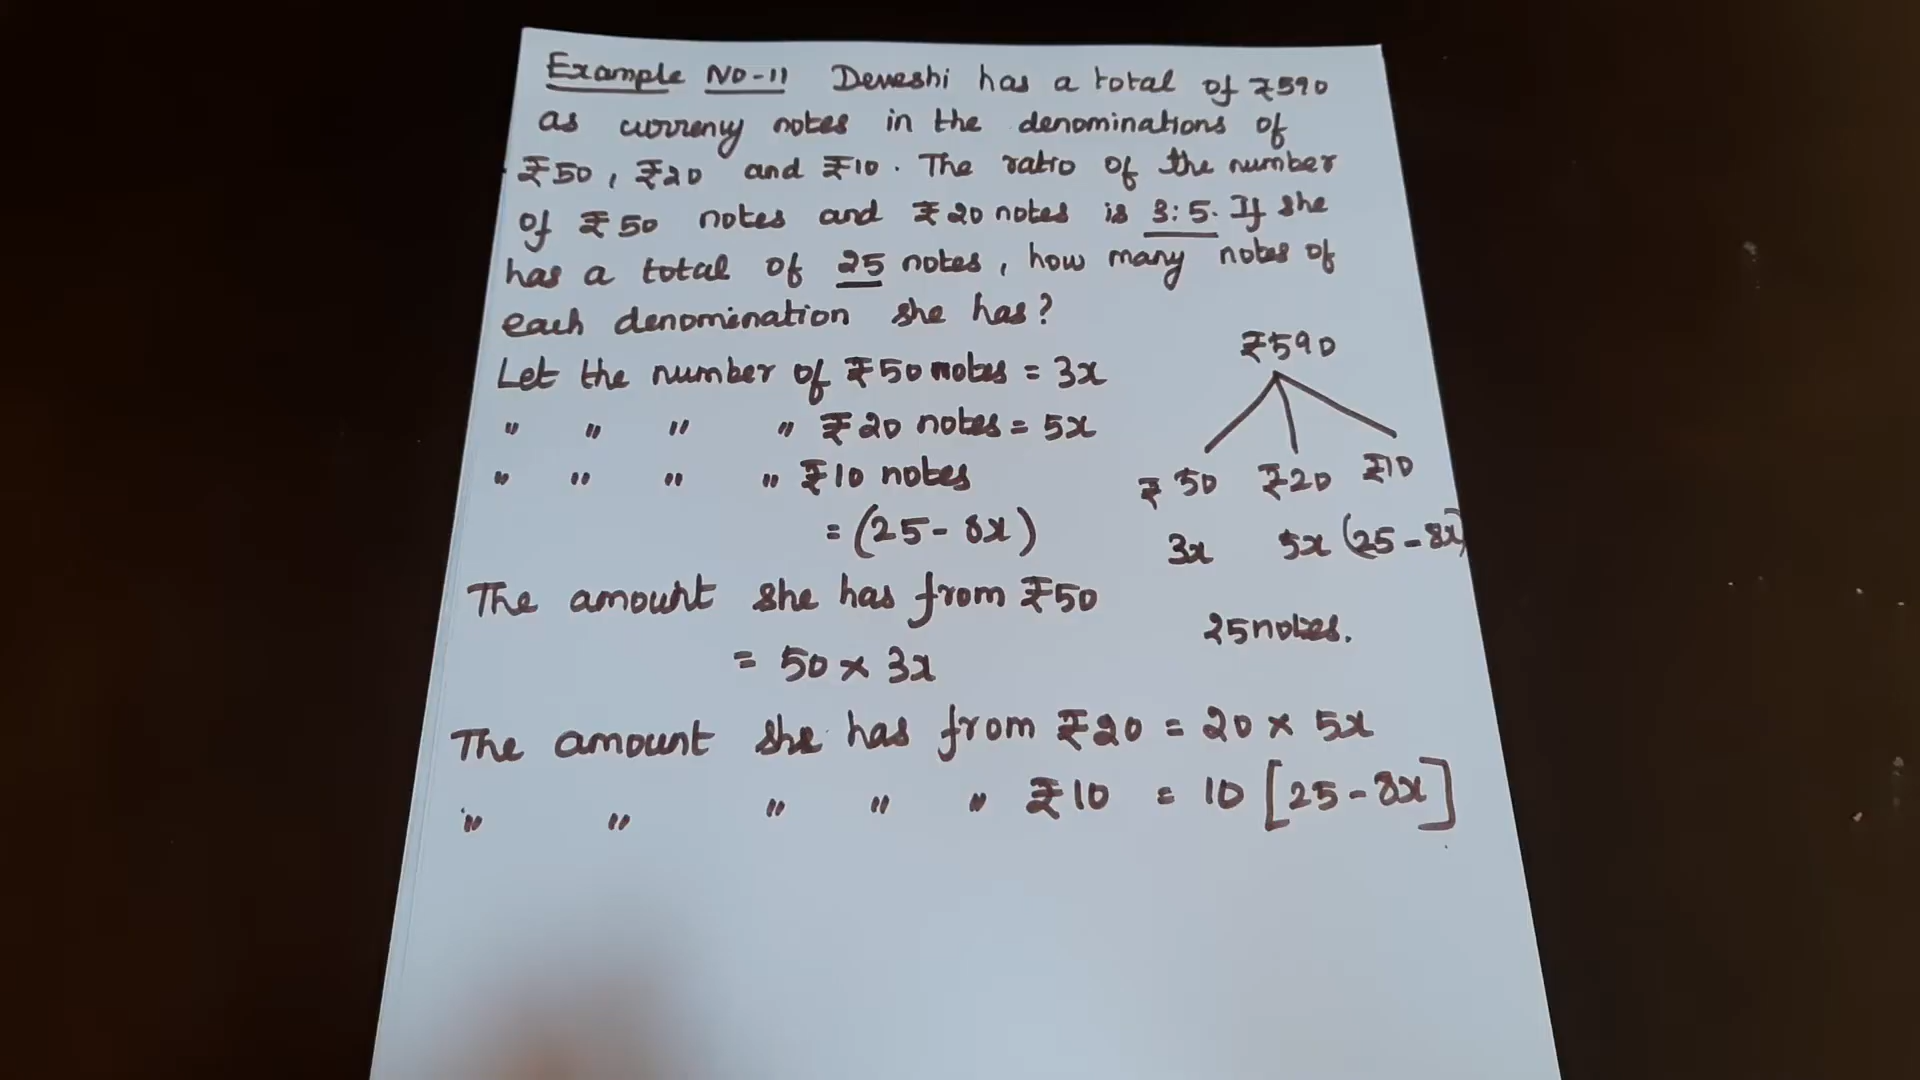 Example NO-11 Deveshi has a total of ₹590
as curreny notes in the denominations of
₹50, ₹20 and ₹10. The ratio of the number
of ₹50 notes and ₹20 notes is 3:5. If she
has a total of 25 notes, how many notes of
each denomination she has?
Let the number of ₹50 notes = 3x
" " " " ₹20 notes = 5x
" " " " ₹10 notes
= (25 - 8x)
The amount she has from ₹50
= 50 × 3x
The amount she has from ₹20 = 20 × 5x
" " " " " ₹10 = 10 [25 - 8x]
₹590
₹50 ₹20 ₹10
3x 5x (25 - 8x)
25 notes.